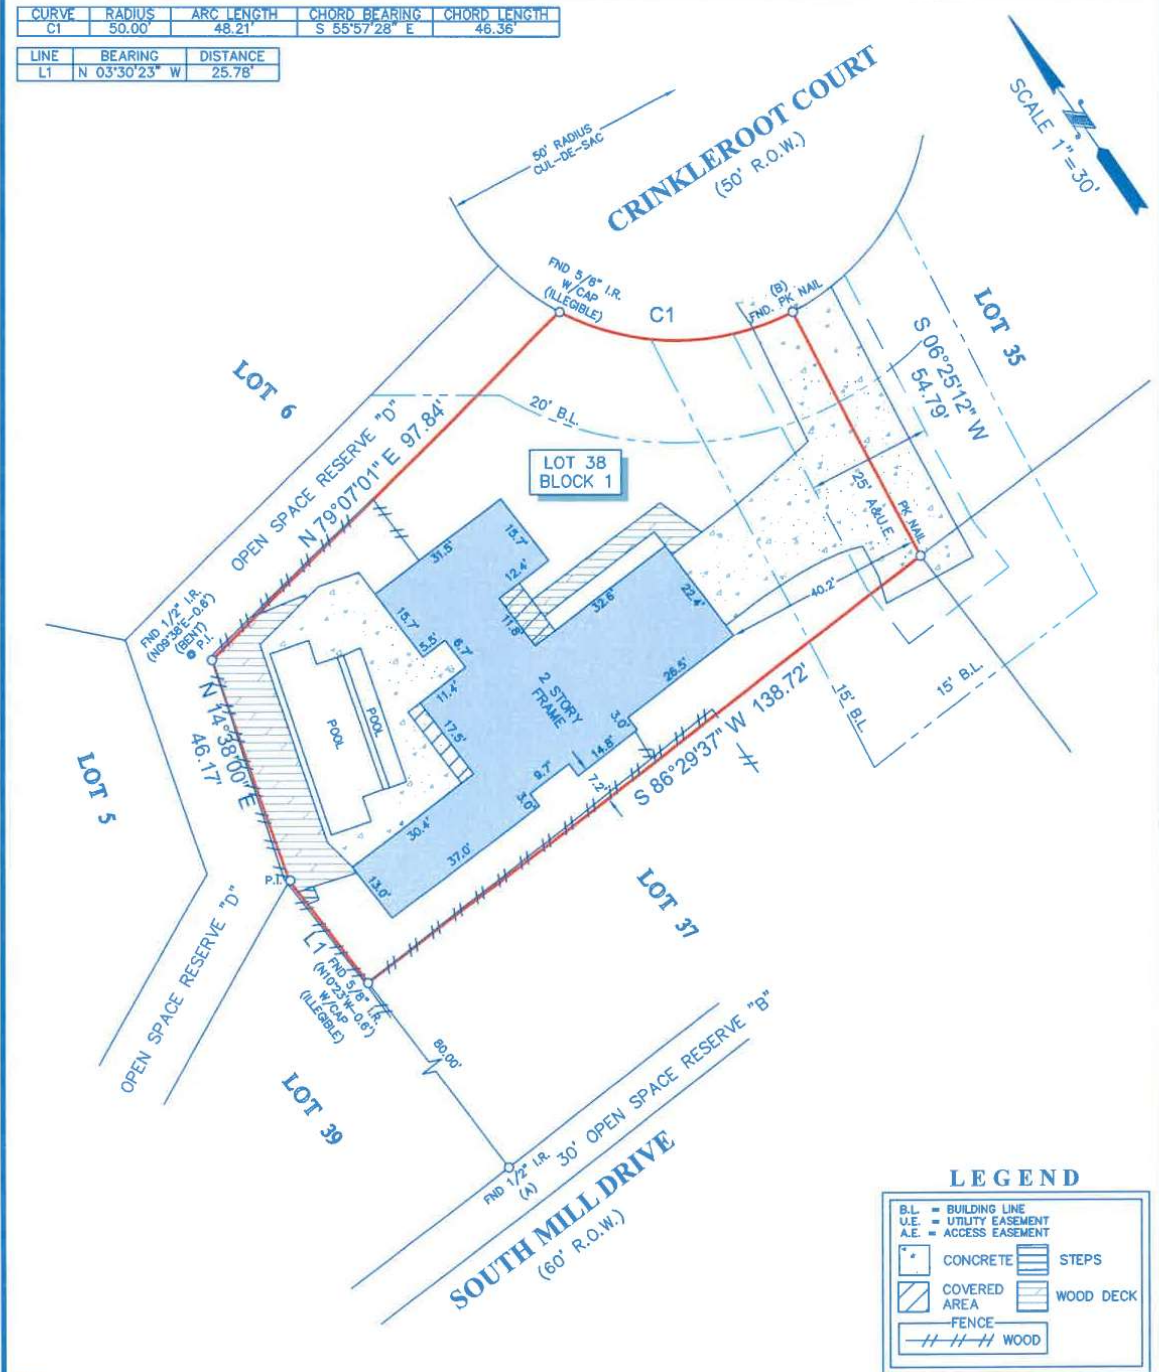 CURVE RADIUS ARC LENGTH CHORD BEARING CHORD LENGTH
C1 50.00' 48.21' S 55°57'28" E 46.36'
LINE BEARING DISTANCE
L1 N 03°30'23" W 25.78'
SCALE 1"=30'
50' RADIUS
CUL-DE-SAC
CRINKLEROOT COURT
(50' R.O.W.)
FND 5/8" I.R.
W/CAP
(ILLEGIBLE)
C1
(B)
FND. PK NAIL
LOT 35
S 06°25'12" W
54.79'
LOT 6
OPEN SPACE RESERVE "D"
N 79°07'01" E 97.84'
20' B.L.
LOT 38
BLOCK 1
25' A&U.E.
PK NAIL
31.5'
15.7'
12.4'
11.8'
32.6'
22.4'
40.2'
FND 1/2" I.R.
(N09°38'E-0.6')
(BENT)
P.I.
15.7'
5.5'
6.7'
11.4'
17.5'
2 STORY
FRAME
26.5'
3.0'
14.8'
7.2'
9.7'
3.0'
POOL
POOL
30.4'
37.0'
13.0'
15' B.L.
15' B.L.
S 86°29'37" W 138.72'
N 14°38'00" E
46.17'
LOT 5
P.I.
LOT 37
OPEN SPACE RESERVE "D"
L1
FND 5/8" I.R.
(N10°23'W-0.6')
W/CAP
(ILLEGIBLE)
LOT 39
80.00'
FND 1/2" I.R.
(A)
30' OPEN SPACE RESERVE "B"
SOUTH MILL DRIVE
(60' R.O.W.)
LEGEND
B.L. = BUILDING LINE
U.E. = UTILITY EASEMENT
A.E. = ACCESS EASEMENT
CONCRETE STEPS
COVERED
AREA
WOOD DECK
FENCE
WOOD